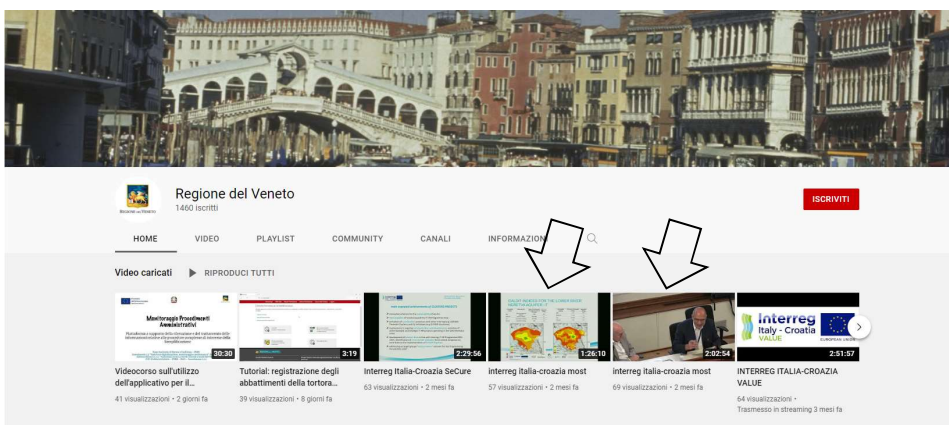 Regione del Veneto
1460 iscritti
ISCRIVITI
HOME VIDEO PLAYLIST COMMUNITY CANALI INFORMAZIONI
Video caricati RIPRODUCI TUTTI
Monitoraggio Procedimenti
Amministrativi
30:30
3:19
2:29:56
1:26:10
2:02:54
Interreg
Italy - Croatia
VALUE
EUROPEAN UNION
2:51:57
Videocorso sull'utilizzo
dell'applicativo per il...
41 visualizzazioni • 2 giorni fa
Tutorial: registrazione degli
abbattimenti della tortora...
39 visualizzazioni • 8 giorni fa
Interreg Italia-Croazia SeCure
63 visualizzazioni • 2 mesi fa
interreg italia-croazia most
57 visualizzazioni • 2 mesi fa
interreg italia-croazia most
69 visualizzazioni • 2 mesi fa
INTERREG ITALIA-CROAZIA
VALUE
64 visualizzazioni •
Trasmesso in streaming 3 mesi fa